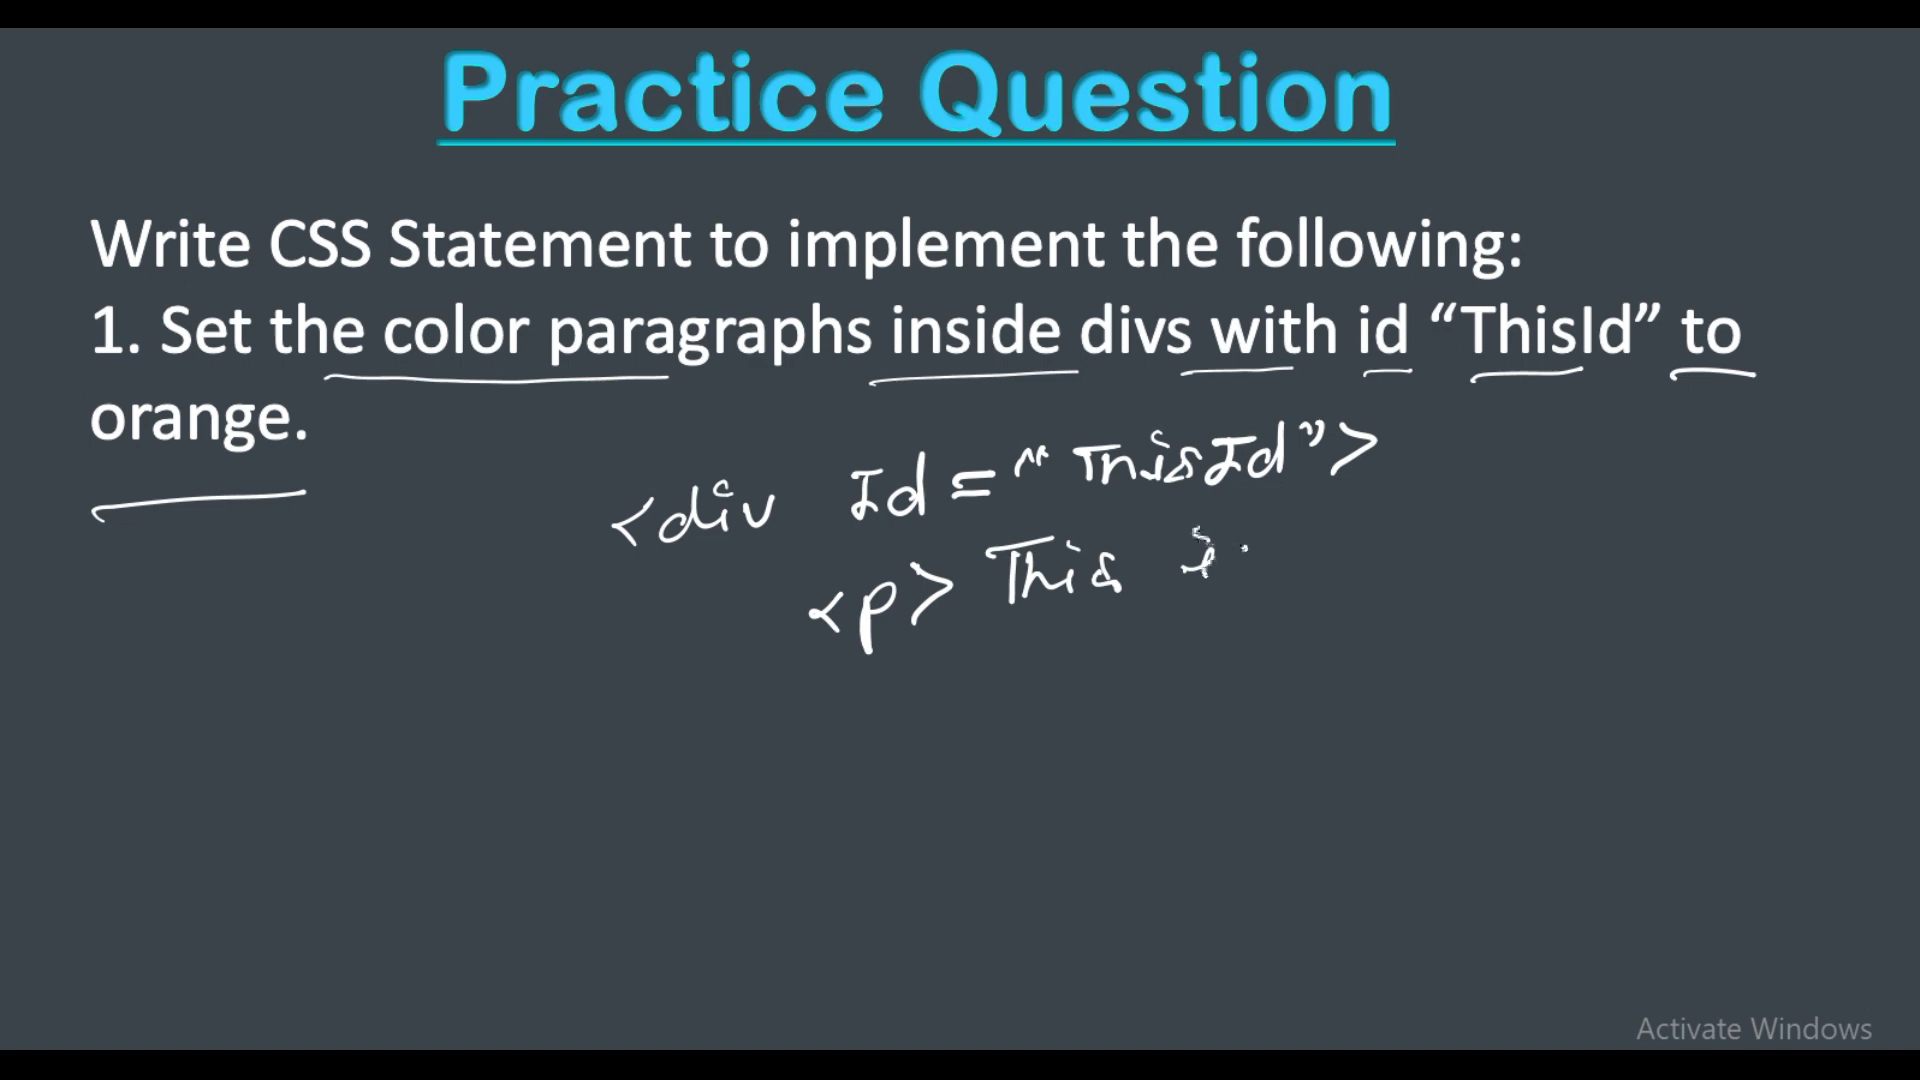 Practice Question
Write CSS Statement to implement the following:
1. Set the color paragraphs inside divs with id “ThisId” to
orange.
<div Id = "ThisId">
<p> This
Activate Windows